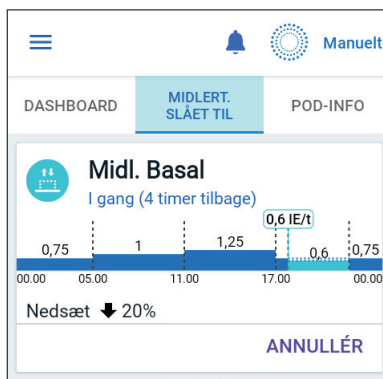 Manuelt
DASHBOARD
MIDLERT.
SLÅET TIL
POD-INFO
Midl. Basal
I gang (4 timer tilbage)
0,6 IE/t
0,75 1 1,25 0,6 0,75
00.00 05.00 11.00 17.00 00.00
Nedsæt 20%
ANNULLÉR